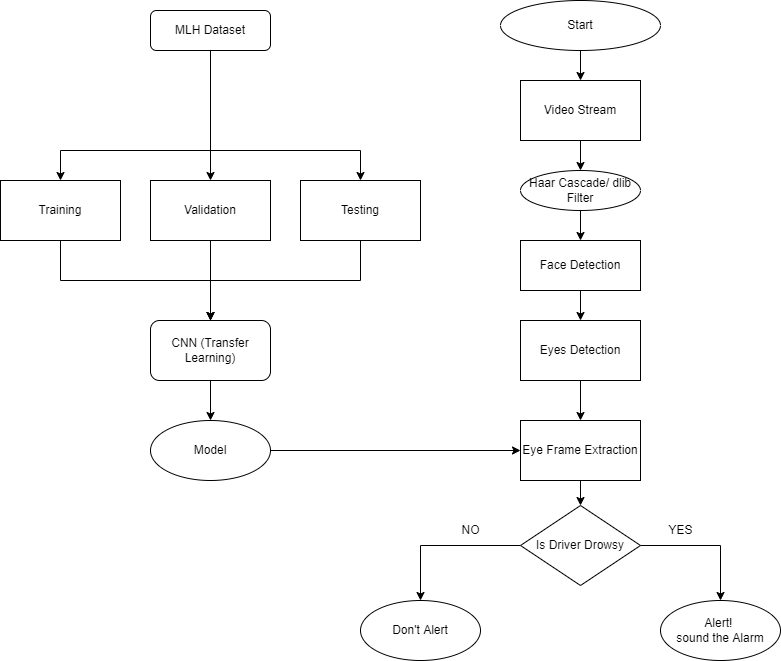 MLH Dataset
Start
Video Stream
Haar Cascade/ dlib
Filter
Training
Validation
Testing
Face Detection
CNN (Transfer
Learning)
Eyes Detection
Model
Eye Frame Extraction
NO
YES
Is Driver Drowsy
Don't Alert
Alert!
sound the Alarm